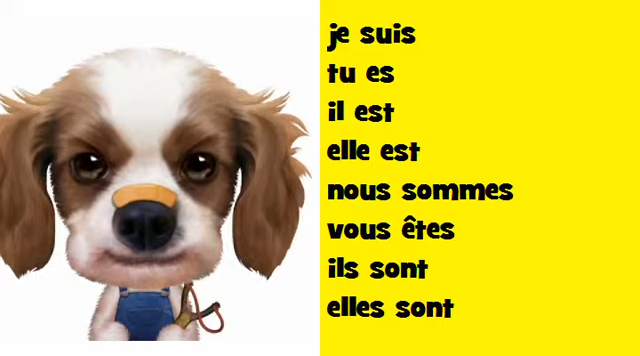 je suis
tu es
il est
elle est
nous sommes
vous êtes
ils sont
elles sont